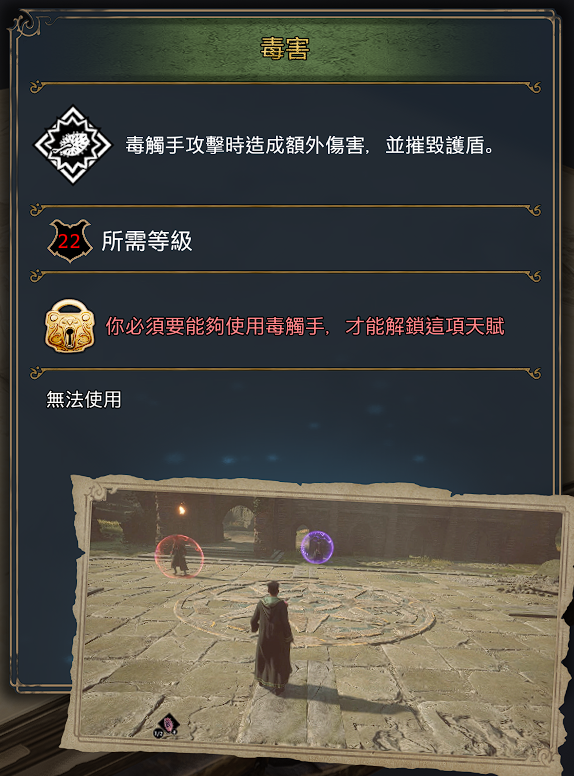 毒害
毒觸手攻擊時造成額外傷害，並摧毀護盾。
22 所需等級
你必須要能夠使用毒觸手，才能解鎖這項天賦
無法使用